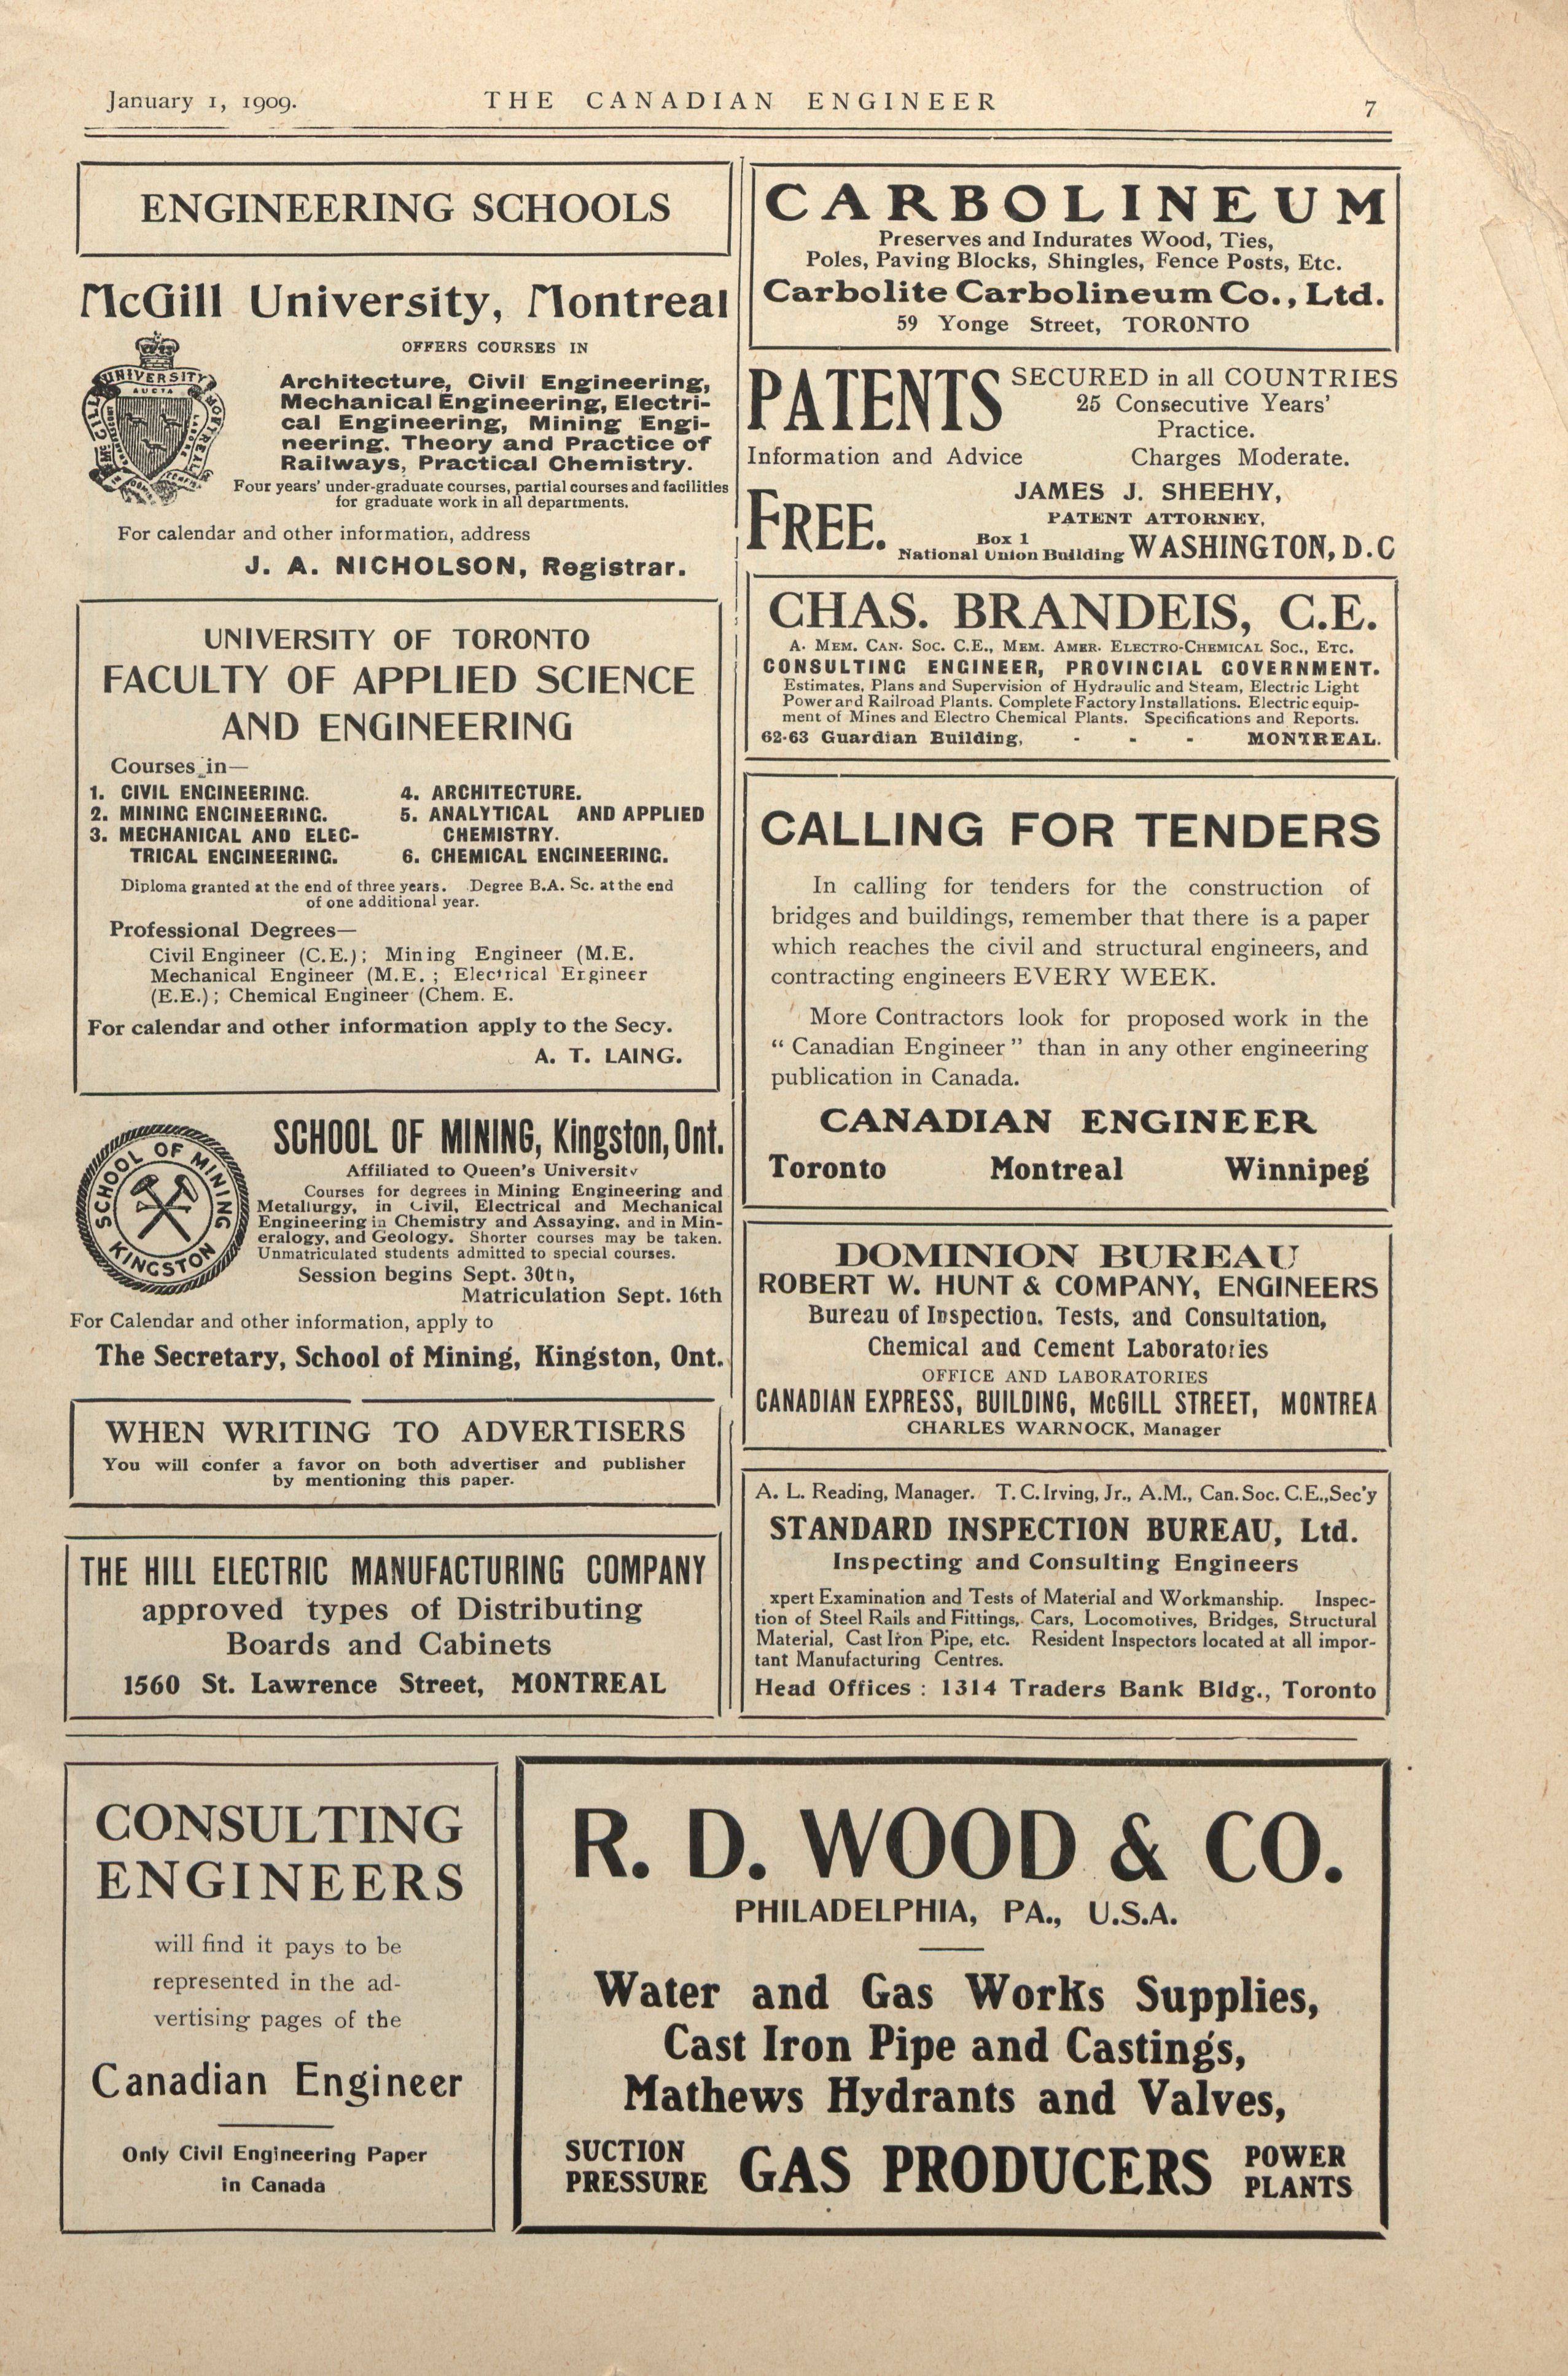 January 1, 1909.
THE CANADIAN ENGINEER
7
ENGINEERING SCHOOLS
McGill University, Montreal
OFFERS COURSES IN
Architecture, Civil Engineering,
Mechanical Engineering, Electri-
cal Engineering, Mining Engi-
neering, Theory and Practice of
Railways, Practical Chemistry.
Four years' under-graduate courses, partial courses and facilities
for graduate work in all departments.
For calendar and other information, address
J. A. NICHOLSON, Registrar.
UNIVERSITY OF TORONTO
FACULTY OF APPLIED SCIENCE
AND ENGINEERING
Courses in—
1. CIVIL ENGINEERING.
2. MINING ENGINEERING.
3. MECHANICAL AND ELEC-
TRICAL ENGINEERING.
4. ARCHITECTURE.
5. ANALYTICAL AND APPLIED
CHEMISTRY.
6. CHEMICAL ENGINEERING.
Diploma granted at the end of three years. Degree B.A. Sc. at the end
of one additional year.
Professional Degrees—
Civil Engineer (C.E.); Mining Engineer (M.E.
Mechanical Engineer (M.E. ; Electrical Ergineer
(E.E.); Chemical Engineer (Chem. E.
For calendar and other information apply to the Secy.
A. T. LAING.
SCHOOL OF MINING
KINGSTON
SCHOOL OF MINING, Kingston, Ont.
Affiliated to Queen's University
Courses for degrees in Mining Engineering and
Metallurgy, in Civil, Electrical and Mechanical
Engineering in Chemistry and Assaying, and in Min-
eralogy, and Geology. Shorter courses may be taken.
Unmatriculated students admitted to special courses.
Session begins Sept. 30th,
Matriculation Sept. 16th
For Calendar and other information, apply to
The Secretary, School of Mining, Kingston, Ont.
WHEN WRITING TO ADVERTISERS
You will confer a favor on both advertiser and publisher
by mentioning this paper.
THE HILL ELECTRIC MANUFACTURING COMPANY
approved types of Distributing
Boards and Cabinets
1560 St. Lawrence Street, MONTREAL
CARBOLINEUM
Preserves and Indurates Wood, Ties,
Poles, Paving Blocks, Shingles, Fence Posts, Etc.
Carbolite Carbolineum Co., Ltd.
59 Yonge Street, TORONTO
PATENTS SECURED in all COUNTRIES
25 Consecutive Years'
Practice.
Information and Advice Charges Moderate.
FREE.
JAMES J. SHEEHY,
PATENT ATTORNEY,
Box 1
National Union Building WASHINGTON, D.C
CHAS. BRANDEIS, C.E.
A. MEM. CAN. SOC. C.E., MEM. AMER. ELECTRO-CHEMICAL SOC., ETC.
CONSULTING ENGINEER, PROVINCIAL GOVERNMENT.
Estimates, Plans and Supervision of Hydraulic and Steam, Electric Light
Power ard Railroad Plants. Complete Factory Installations. Electric equip-
ment of Mines and Electro Chemical Plants. Specifications and Reports.
62-63 Guardian Building, - - - MONTREAL.
CALLING FOR TENDERS
In calling for tenders for the construction of
bridges and buildings, remember that there is a paper
which reaches the civil and structural engineers, and
contracting engineers EVERY WEEK.
More Contractors look for proposed work in the
“ Canadian Engineer ” than in any other engineering
publication in Canada.
CANADIAN ENGINEER
Toronto Montreal Winnipeg
DOMINION BUREAU
ROBERT W. HUNT & COMPANY, ENGINEERS
Bureau of Inspection, Tests, and Consultation,
Chemical and Cement Laboratories
OFFICE AND LABORATORIES
CANADIAN EXPRESS, BUILDING, McGILL STREET, MONTREA
CHARLES WARNOCK, Manager
A. L. Reading, Manager. T. C. Irving, Jr., A.M., Can. Soc. C.E., Sec'y
STANDARD INSPECTION BUREAU, Ltd.
Inspecting and Consulting Engineers
xpert Examination and Tests of Material and Workmanship. Inspec-
tion of Steel Rails and Fittings, Cars, Locomotives, Bridges, Structural
Material, Cast Iron Pipe, etc. Resident Inspectors located at all impor-
tant Manufacturing Centres.
Head Offices : 1314 Traders Bank Bldg., Toronto
CONSULTING
ENGINEERS
will find it pays to be
represented in the ad-
vertising pages of the
Canadian Engineer
Only Civil Engineering Paper
in Canada
R. D. WOOD & CO.
PHILADELPHIA, PA., U.S.A.
Water and Gas Works Supplies,
Cast Iron Pipe and Castings,
Mathews Hydrants and Valves,
SUCTION
PRESSURE
GAS PRODUCERS
POWER
PLANTS